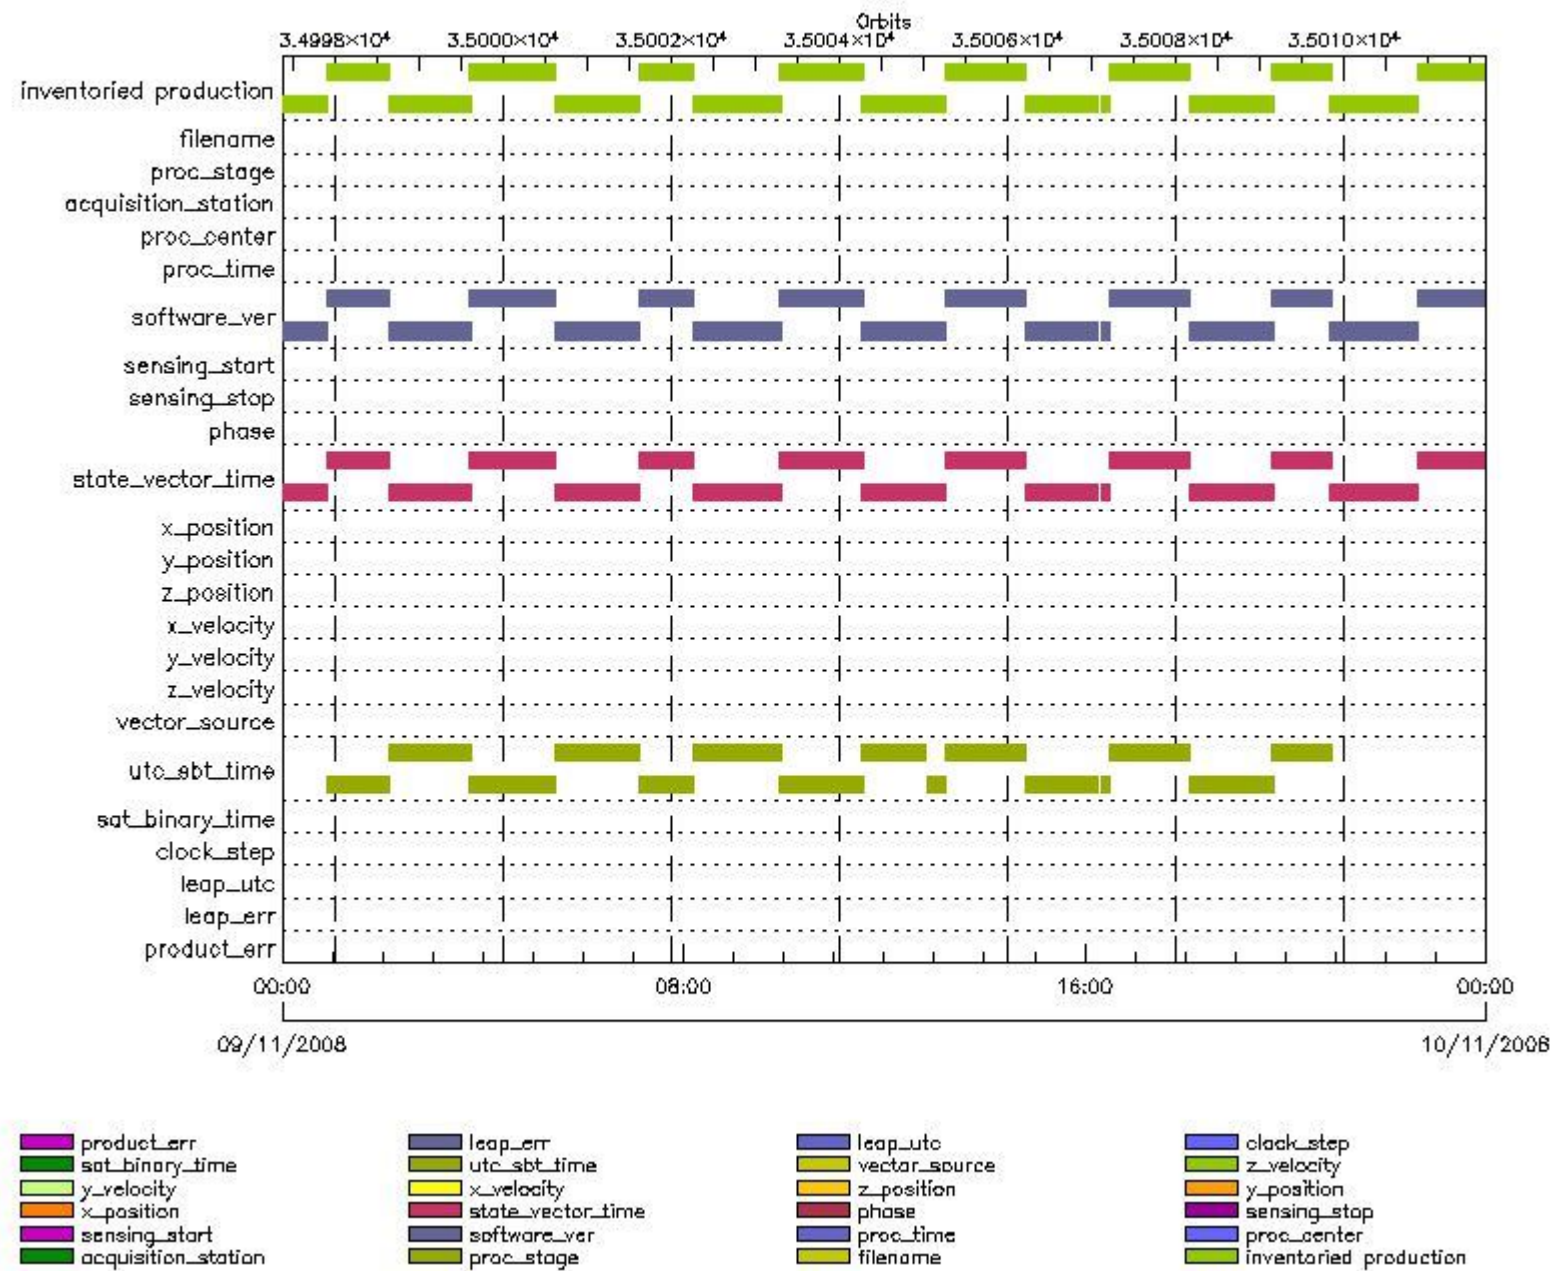 Orbits
3.4998×10⁴ 3.5000×10⁴ 3.5002×10⁴ 3.5004×10⁴ 3.5006×10⁴ 3.5008×10⁴ 3.5010×10⁴
inventoried production
filename
proc_stage
acquisition_station
proc_center
proc_time
software_ver
sensing_start
sensing_stop
phase
state_vector_time
x_position
y_position
z_position
x_velocity
y_velocity
z_velocity
vector_source
utc_sbt_time
sat_binary_time
clock_step
leap_utc
leap_err
product_err
00:00 08:00 16:00 00:00
09/11/2008 10/11/2008
product_err leap_err leap_utc clock_step
sat_binary_time utc_sbt_time vector_source z_velocity
y_velocity x_velocity z_position y_position
x_position state_vector_time phase sensing_stop
sensing_start software_ver proc_time proc_center
acquisition_station proc_stage filename inventoried production